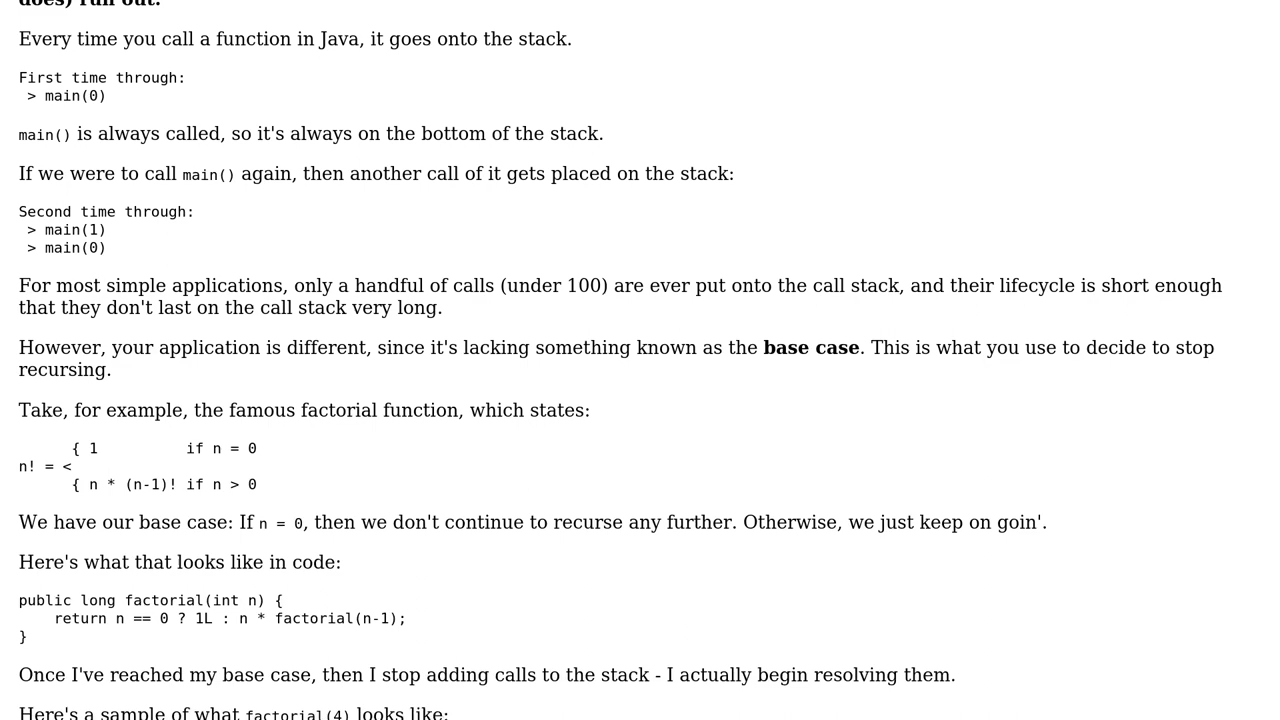 does) run out.
Every time you call a function in Java, it goes onto the stack.
First time through:
 > main(0)
main() is always called, so it's always on the bottom of the stack.
If we were to call main() again, then another call of it gets placed on the stack:
Second time through:
 > main(1)
 > main(0)
For most simple applications, only a handful of calls (under 100) are ever put onto the call stack, and their lifecycle is short enough
that they don't last on the call stack very long.
However, your application is different, since it's lacking something known as the base case. This is what you use to decide to stop
recursing.
Take, for example, the famous factorial function, which states:
      { 1          if n = 0
n! = <
      { n * (n-1)! if n > 0
We have our base case: If n = 0, then we don't continue to recurse any further. Otherwise, we just keep on goin'.
Here's what that looks like in code:
public long factorial(int n) {
    return n == 0 ? 1L : n * factorial(n-1);
}
Once I've reached my base case, then I stop adding calls to the stack - I actually begin resolving them.
Here's a sample of what factorial(4) looks like: